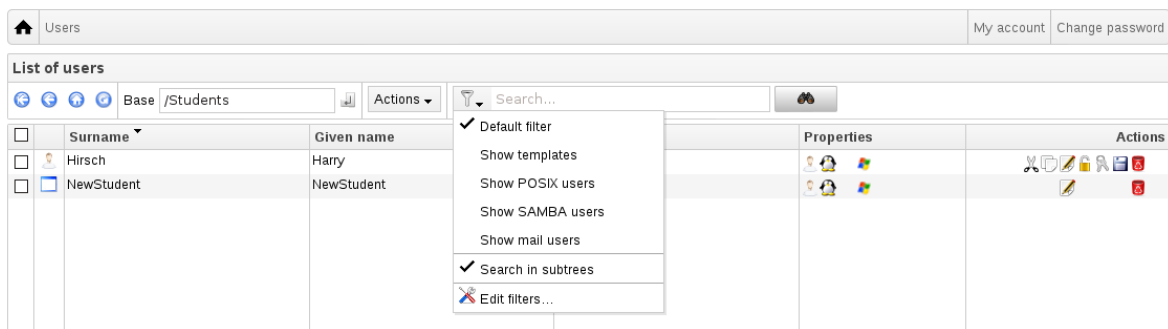 Users My account Change password
List of users
Base /Students Actions Search...
Surname Given name Properties Actions
Hirsch Harry
NewStudent NewStudent
Default filter
Show templates
Show POSIX users
Show SAMBA users
Show mail users
Search in subtrees
Edit filters...